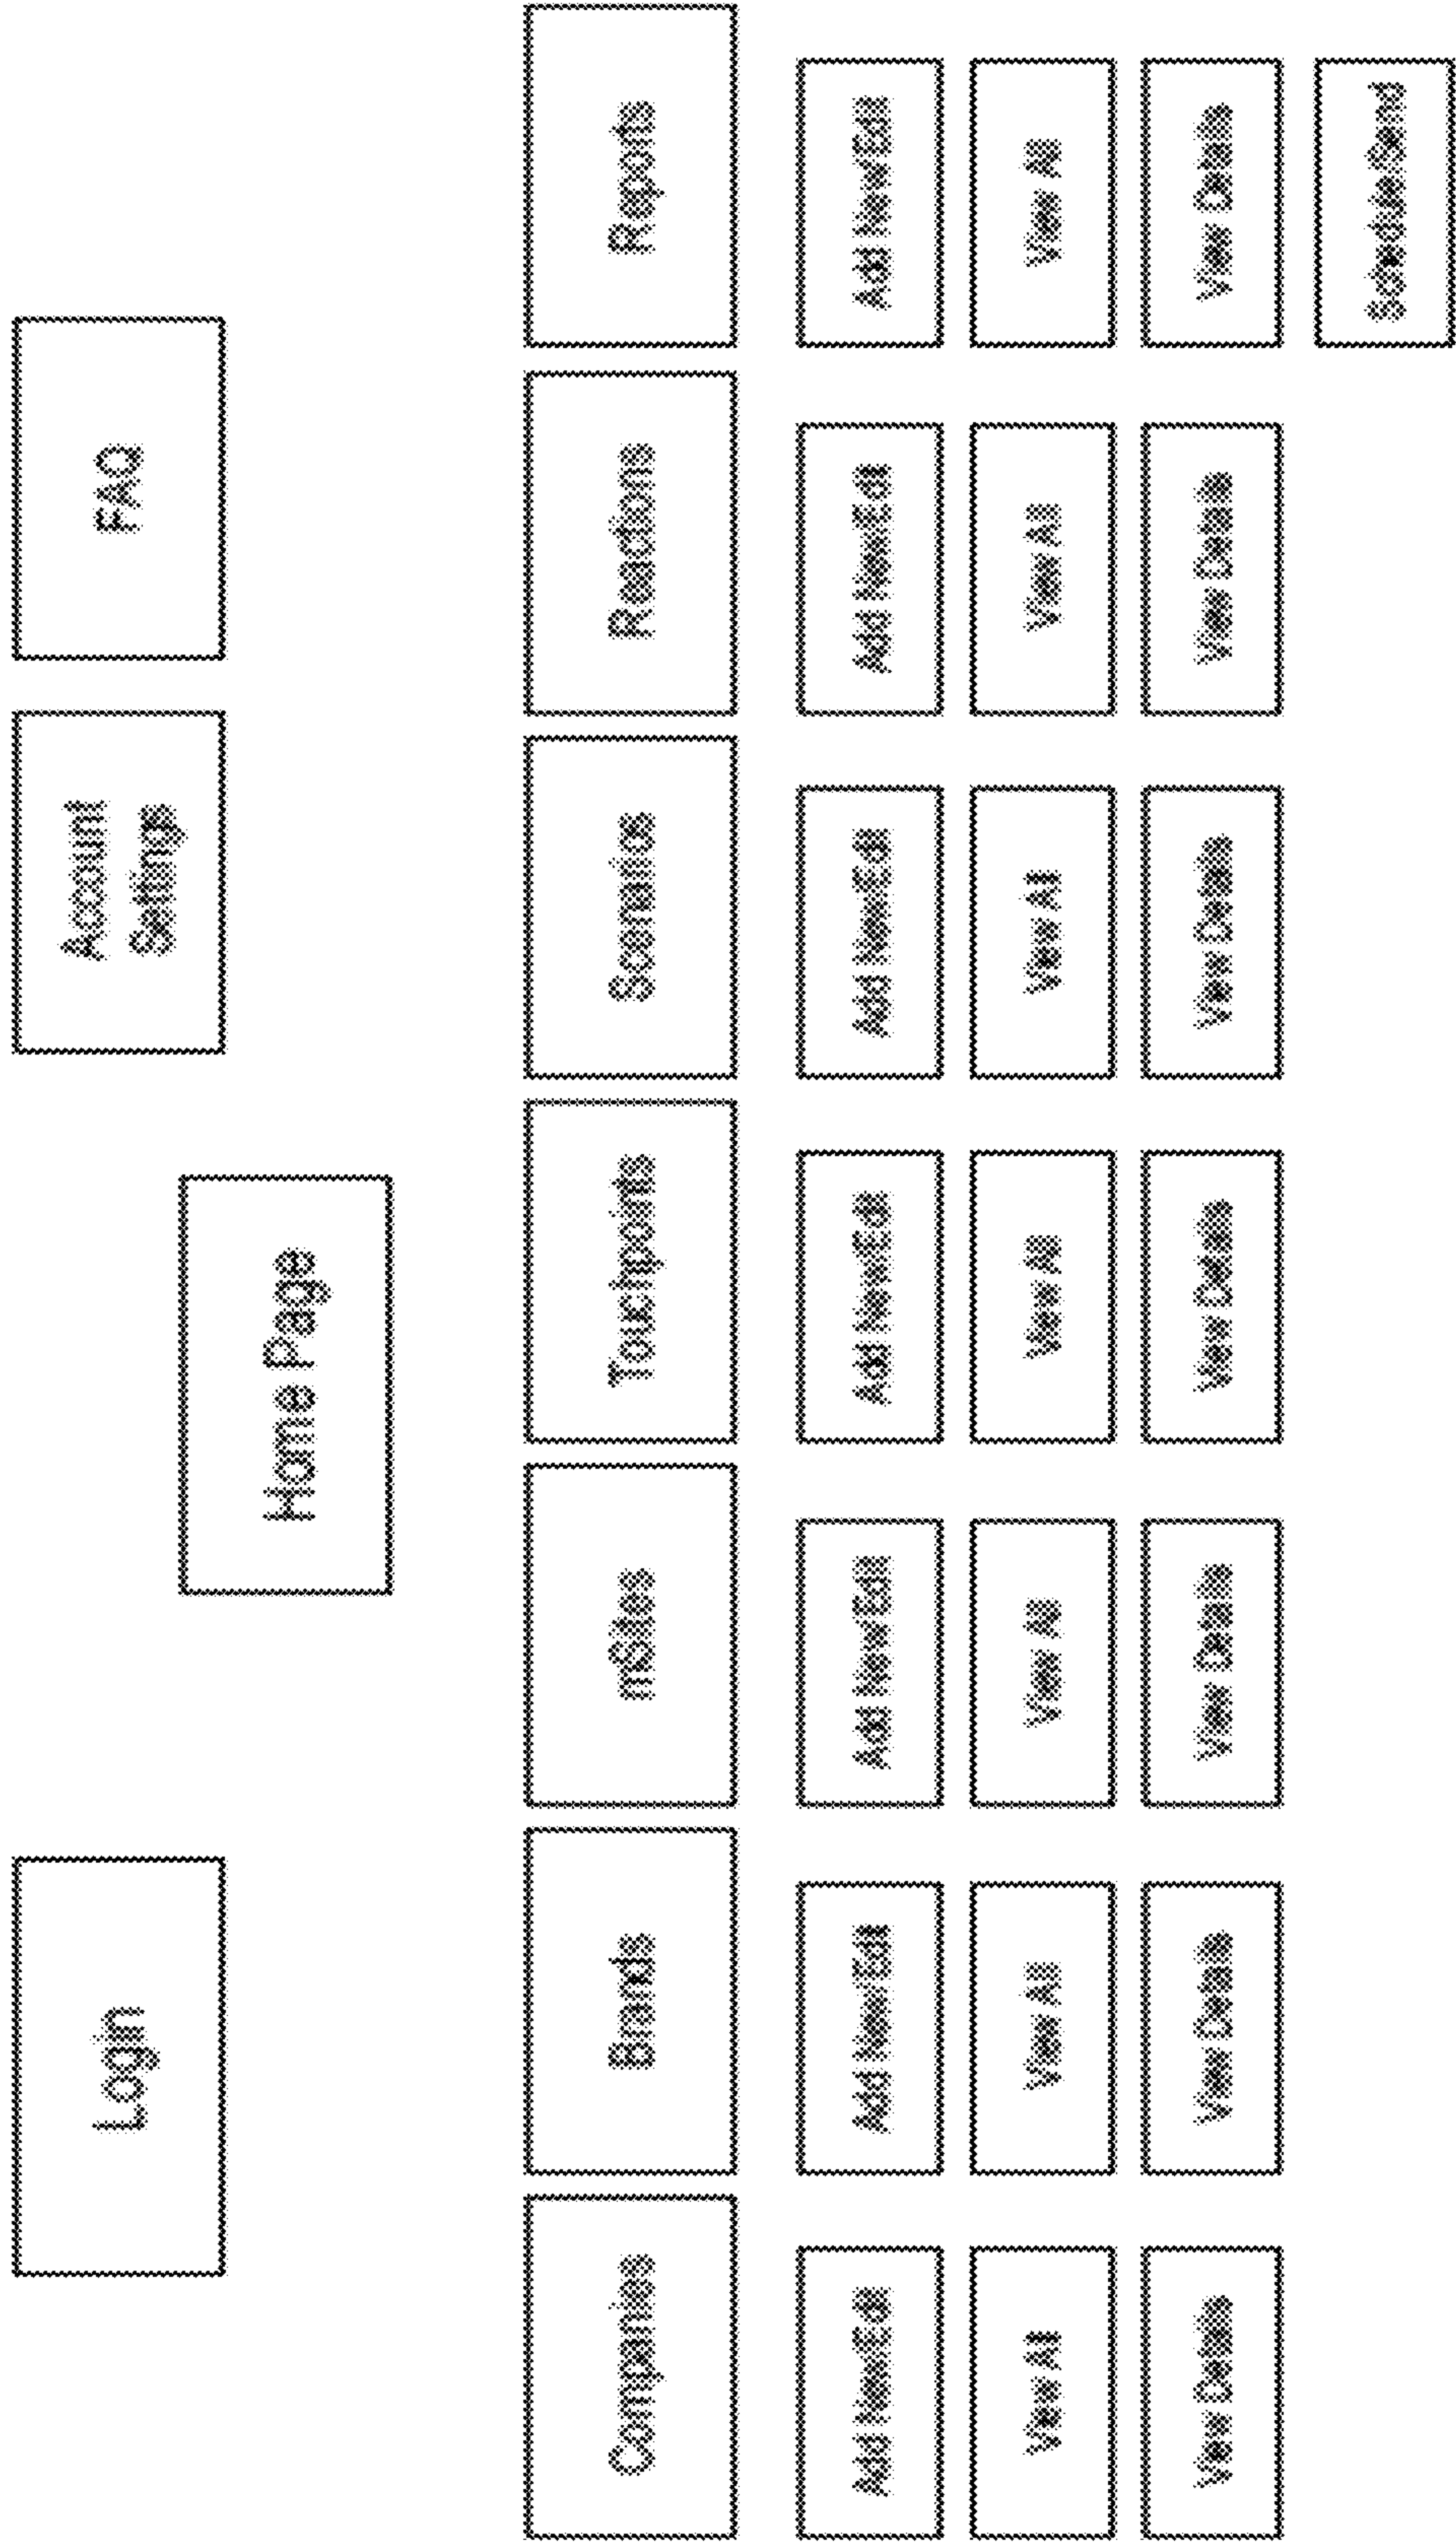 Login
Account
Settings
FAQ
Home Page
Companies
Brands
mSites
Touchpoints
Scenarios
Reactions
Reports
Add New/Edit
Add New/Edit
Add New/Edit
Add New/Edit
Add New/Edit
Add New/Edit
Add New/Edit
View All
View All
View All
View All
View All
View All
View All
View Details
View Details
View Details
View Details
View Details
View Details
View Details
Schedule/Send